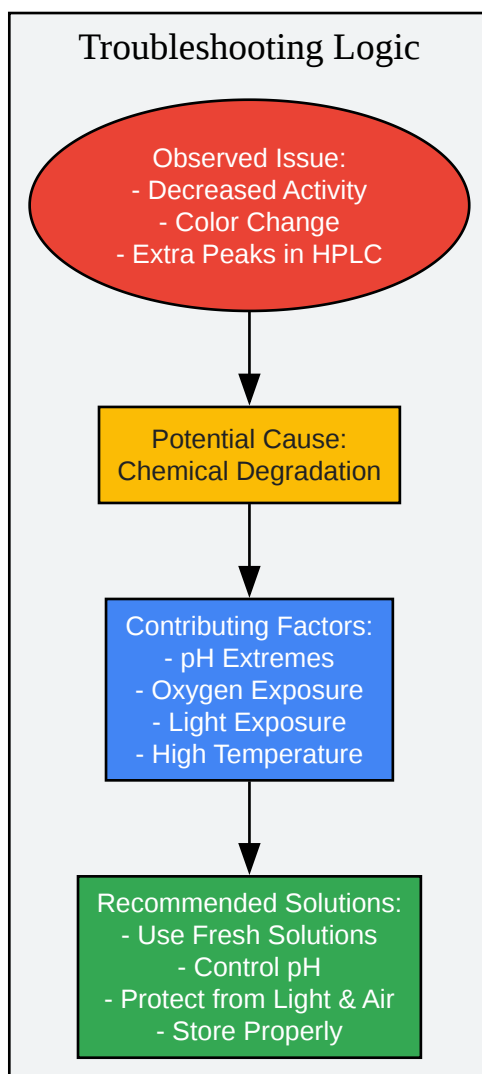 Troubleshooting Logic
Observed Issue:
- Decreased Activity
- Color Change
- Extra Peaks in HPLC
Potential Cause:
Chemical Degradation
Contributing Factors:
- pH Extremes
- Oxygen Exposure
- Light Exposure
- High Temperature
Recommended Solutions:
- Use Fresh Solutions
- Control pH
- Protect from Light & Air
- Store Properly